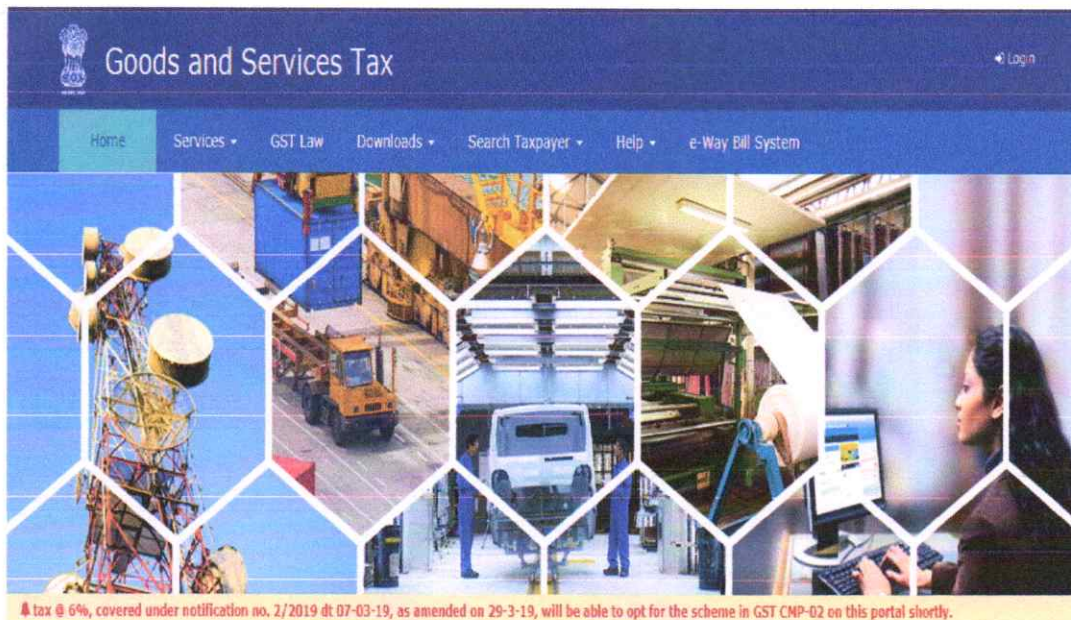 Goods and Services Tax
Login
Home Services GST Law Downloads Search Taxpayer Help e-Way Bill System
tax @ 6%, covered under notification no. 2/2019 dt 07-03-19, as amended on 29-3-19, will be able to opt for the scheme in GST CMP-02 on this portal shortly.